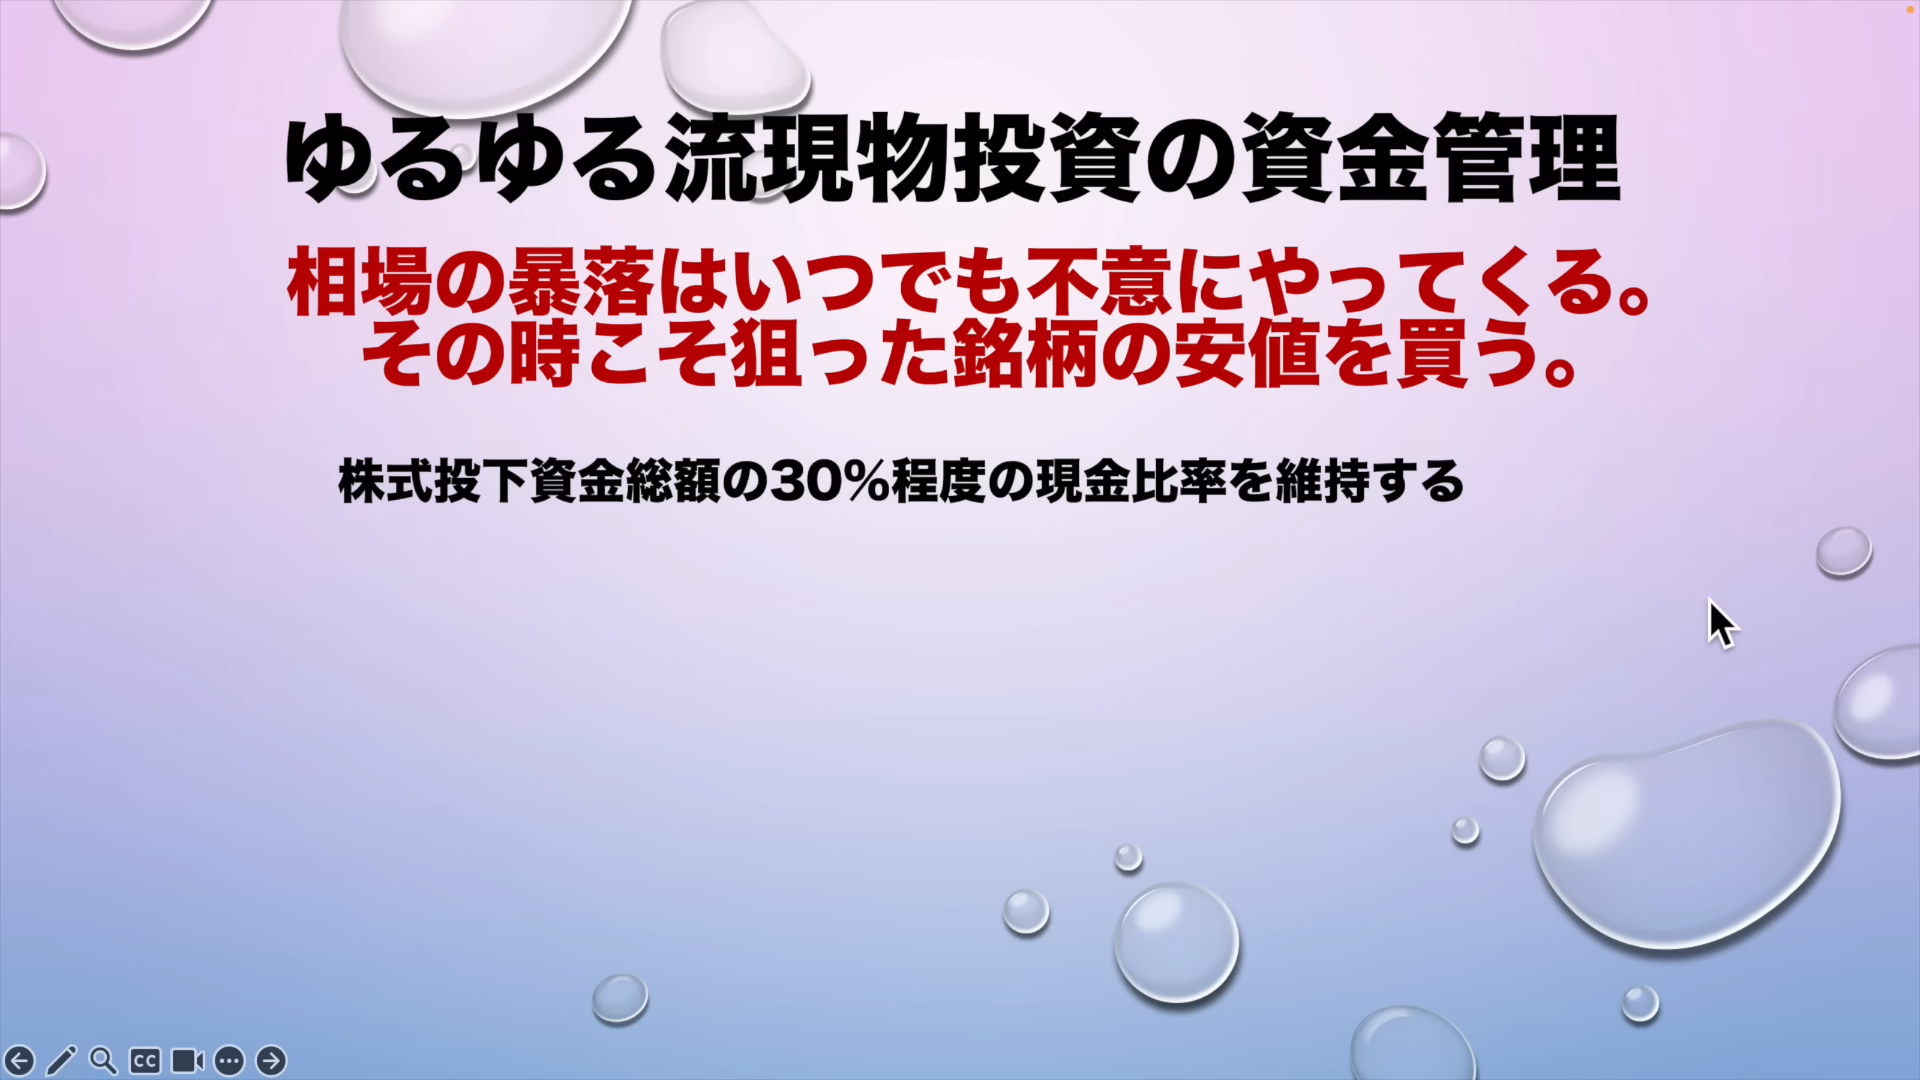 ゆるゆる流現物投資の資金管理
相場の暴落はいつでも不意にやってくる。
その時こそ狙った銘柄の安値を買う。
株式投下資金総額の30%程度の現金比率を維持する
CC